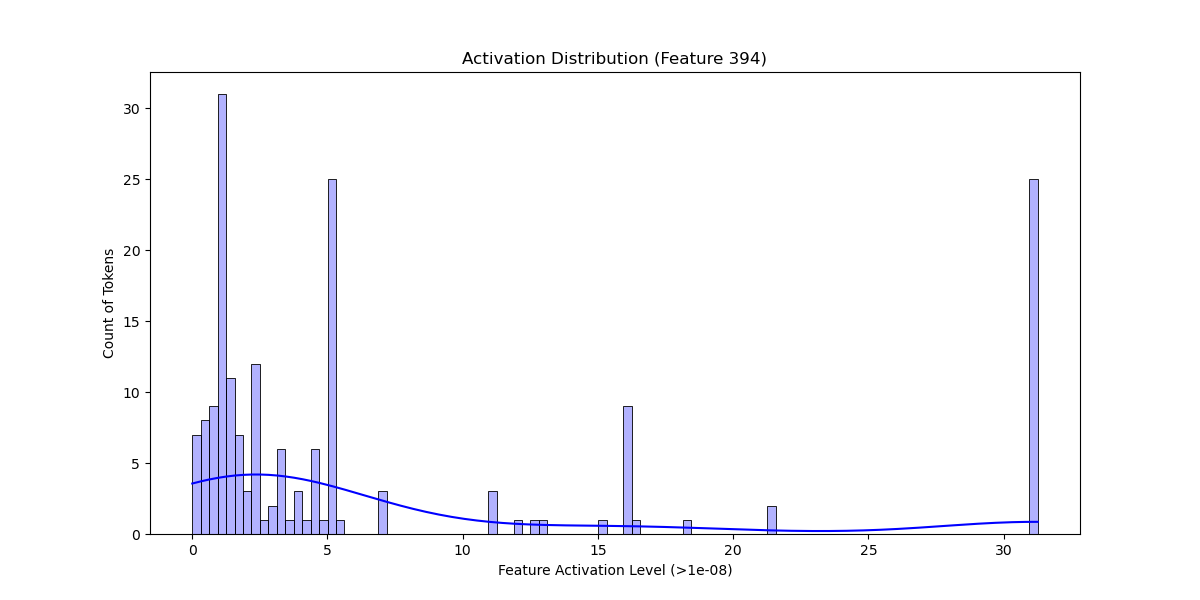 Activation Distribution (Feature 394)
Count of Tokens
30
25
20
15
10
5
0
0 5 10 15 20 25 30
Feature Activation Level (>1e-08)